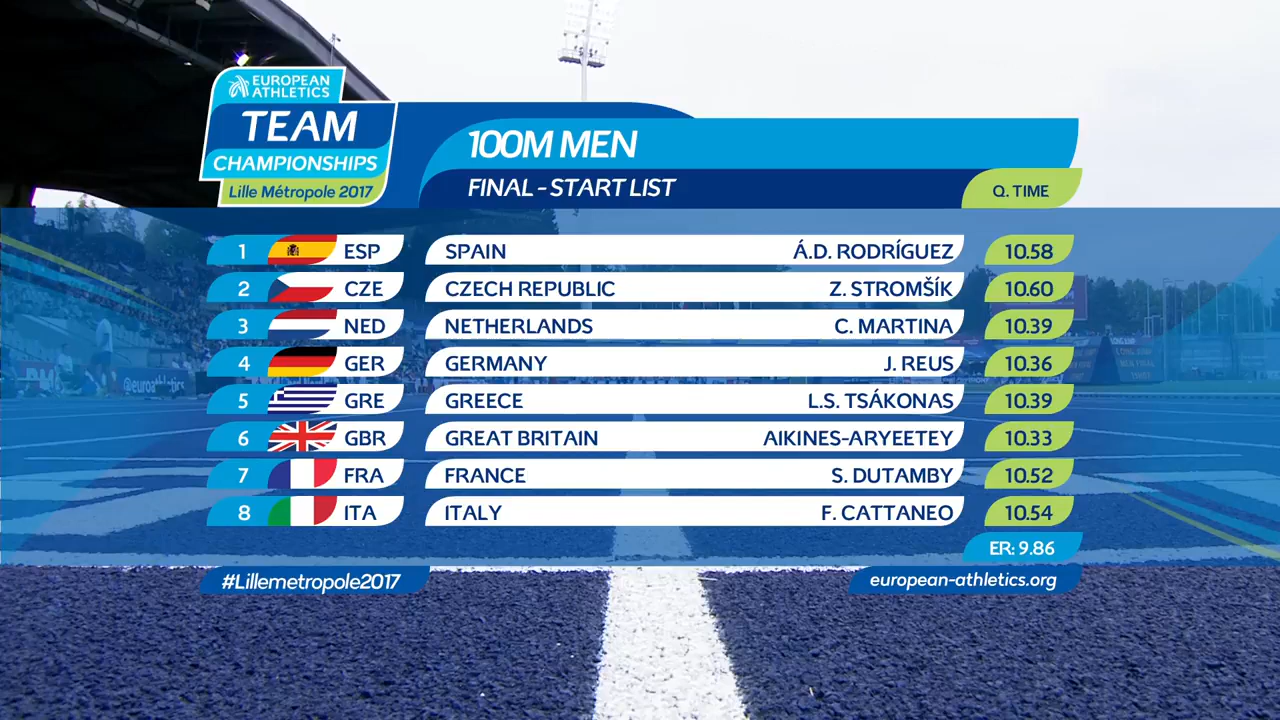 EUROPEAN
ATHLETICS
TEAM
CHAMPIONSHIPS
Lille Métropole 2017
100M MEN
FINAL - START LIST
Q. TIME
1 ESP SPAIN Á.D. RODRÍGUEZ 10.58
2 CZE CZECH REPUBLIC Z. STROMŠÍK 10.60
3 NED NETHERLANDS C. MARTINA 10.39
4 GER GERMANY J. REUS 10.36
5 GRE GREECE L.S. TSÁKONAS 10.39
6 GBR GREAT BRITAIN AIKINES-ARYEETEY 10.33
7 FRA FRANCE S. DUTAMBY 10.52
8 ITA ITALY F. CATTANEO 10.54
ER: 9.86
@euroathletics
#Lillemetropole2017
european-athletics.org